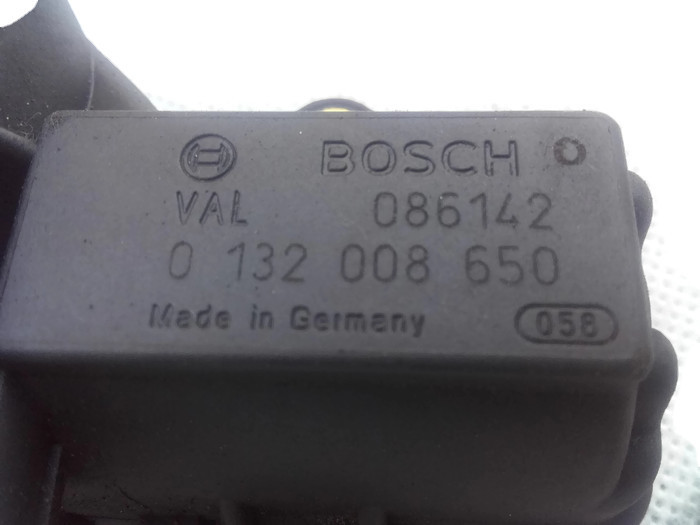 BOSCH
VAL 086142
0 132 008 650
Made in Germany 058